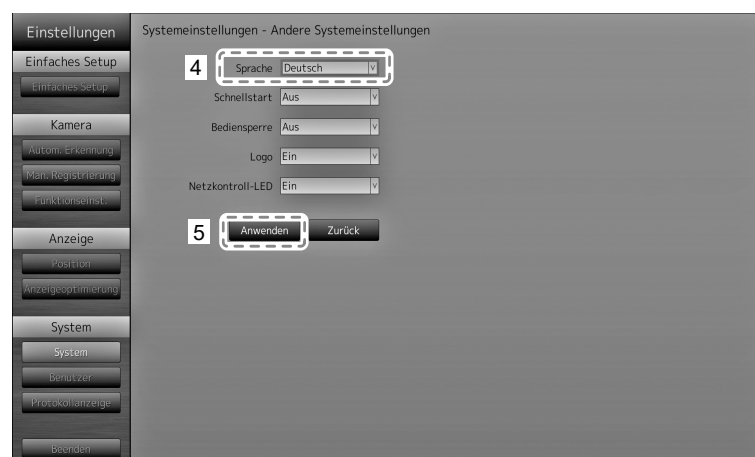 Einstellungen
Einfaches Setup
Einfaches Setup
Kamera
Autom. Erkennung
Man. Registrierung
Funktionseinst.
Anzeige
Position
Anzeigeoptimierung
System
System
Benutzer
Protokollanzeige
Beenden
Systemeinstellungen - Andere Systemeinstellungen
4 Sprache Deutsch
Schnellstart Aus
Bediensperre Aus
Logo Ein
Netzkontroll-LED Ein
5 Anwenden Zurück